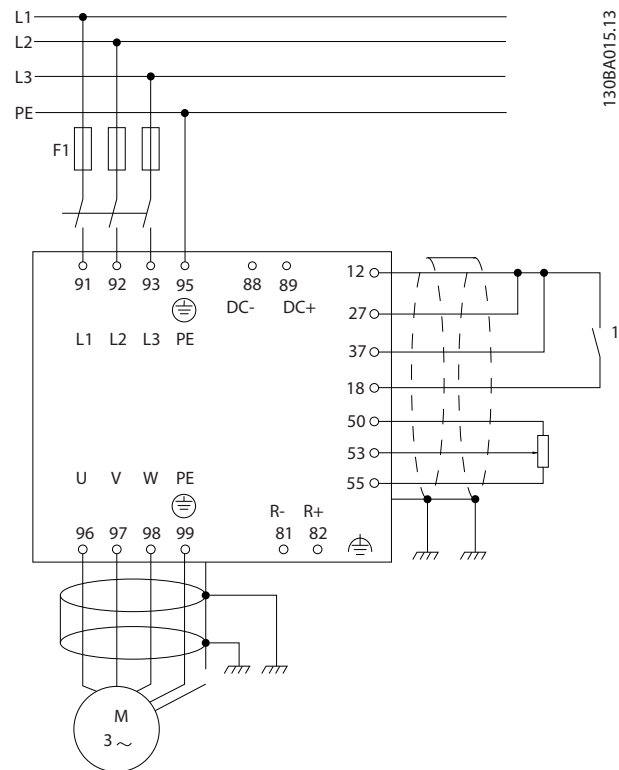 L1
L2
L3
PE
130BA015.13
F1
91 92 93 95 88 89
DC- DC+
L1 L2 L3 PE
12
27
37
18
50
53
55
1
U V W PE
R- R+
96 97 98 99 81 82
M
3 ~